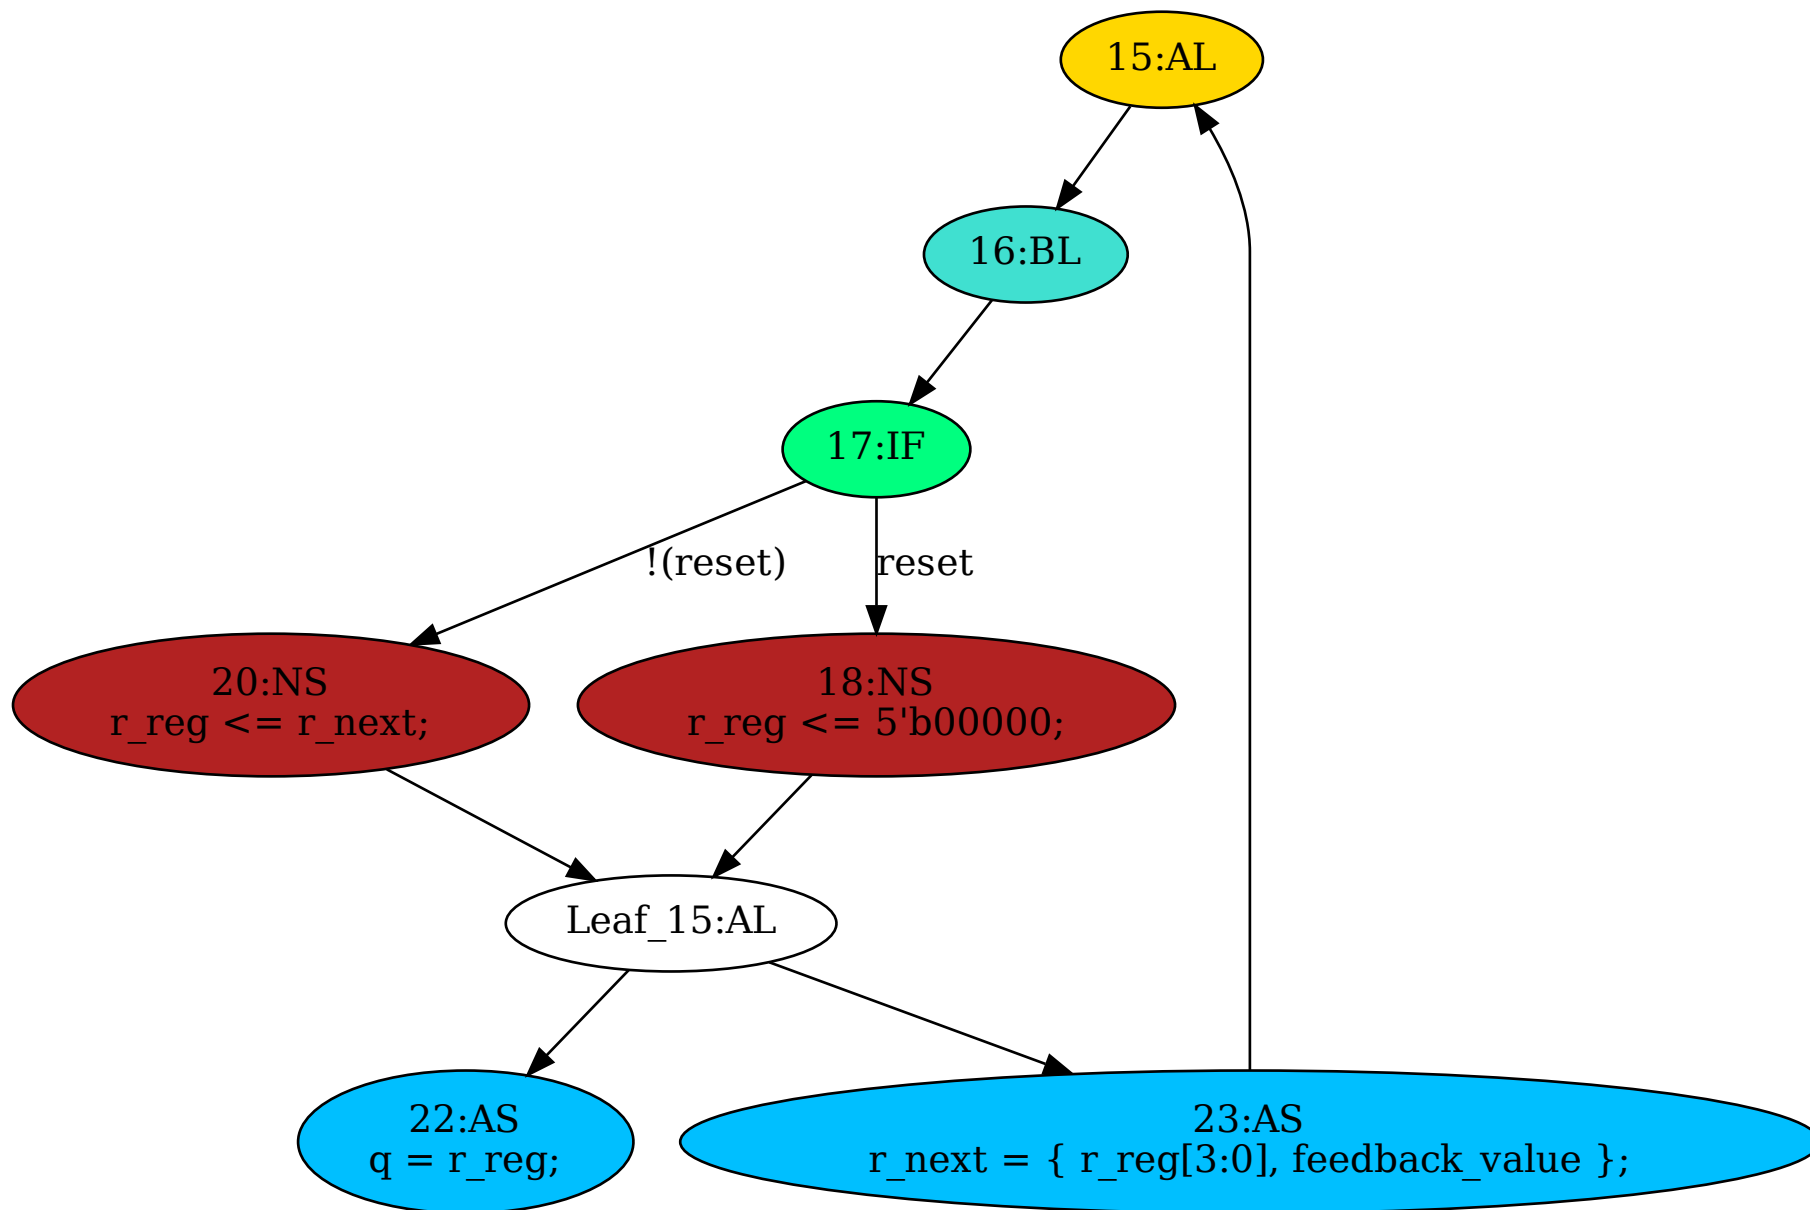 15:AL
16:BL
17:IF
!(reset)
reset
20:NS
r_reg <= r_next;
18:NS
r_reg <= 5'b00000;
Leaf_15:AL
22:AS
q = r_reg;
23:AS
r_next = { r_reg[3:0], feedback_value };